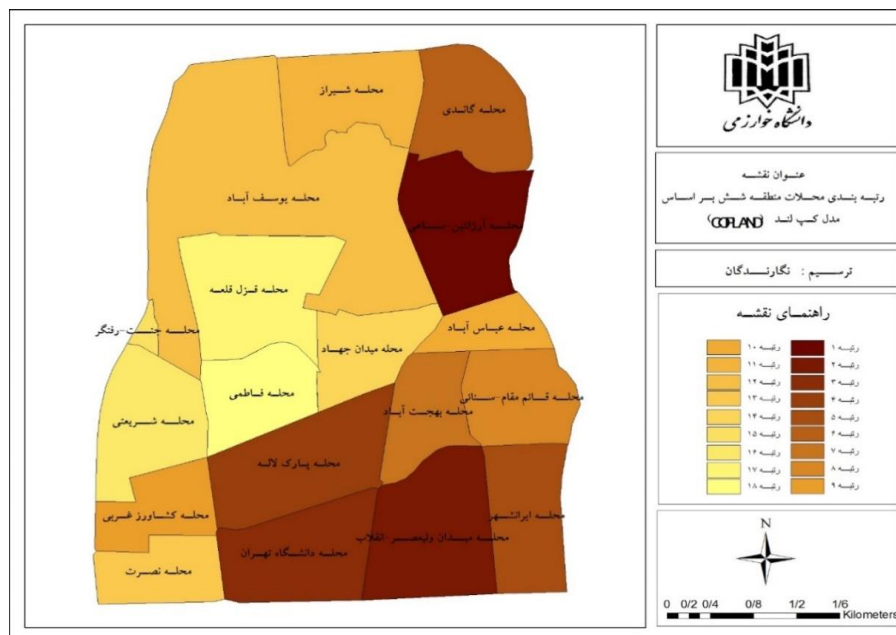 محله شیراز
محله گاندی
محله یوسف آباد
محله آرژانتین-ساعی
محله قزل قلعه
محله عباس آباد
محله جنت-رفتگر
محله میدان جهاد
محله فاطمی
محله قائم مقام-سنائی
محله بهجت آباد
محله شریعتی
محله پارک لاله
محله کشاورز غربی
محله ایرانشهر
محله میدان ولیعصر-انقلاب
محله دانشگاه تهران
محله نصرت
دانشگاه خوارزمی
عنوان نقشه
رتبه بندی محلات منطقه شش بر اساس
مدل کپ لند (COPLAND)
ترسیم : نگارندگان
راهنمای نقشه
رتبه ۱ رتبه ۱۰
رتبه ۲ رتبه ۱۱
رتبه ۳ رتبه ۱۲
رتبه ۴ رتبه ۱۳
رتبه ۵ رتبه ۱۴
رتبه ۶ رتبه ۱۵
رتبه ۷ رتبه ۱۶
رتبه ۸ رتبه ۱۷
رتبه ۹ رتبه ۱۸
N
0 0/2 0/4 0/8 1/2 1/6
Kilometers